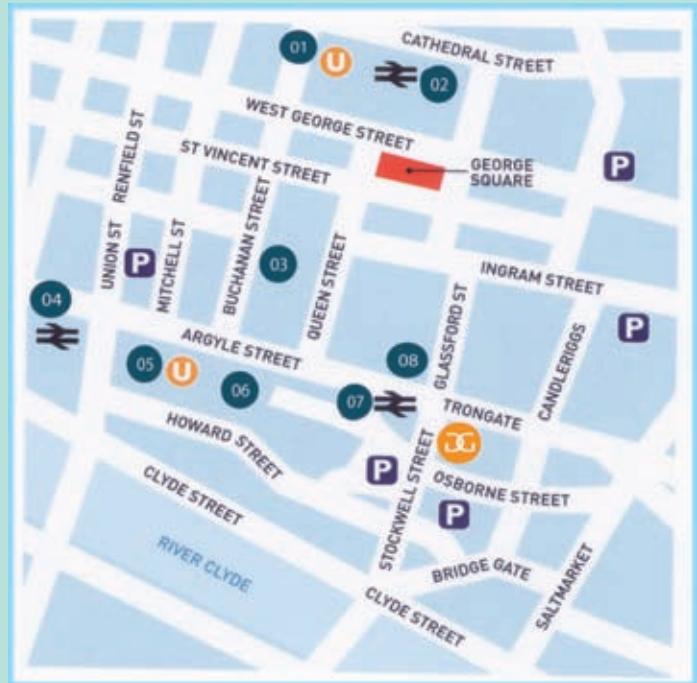 01
U
02
CATHEDRAL STREET
WEST GEORGE STREET
ST VINCENT STREET
GEORGE
SQUARE
P
RENFIELD ST
UNION ST
P
MITCHELL ST
BUCHANAN STREET
03
QUEEN STREET
INGRAM STREET
GLASSFORD ST
CANDLERIGGS
P
04
ARGYLE STREET
05
U
06
07
08
TRONGATE
HOWARD STREET
P
STOCKWELL STREET
GG
OSBORNE STREET
P
CLYDE STREET
RIVER CLYDE
BRIDGE GATE
CLYDE STREET
SALTMARKET